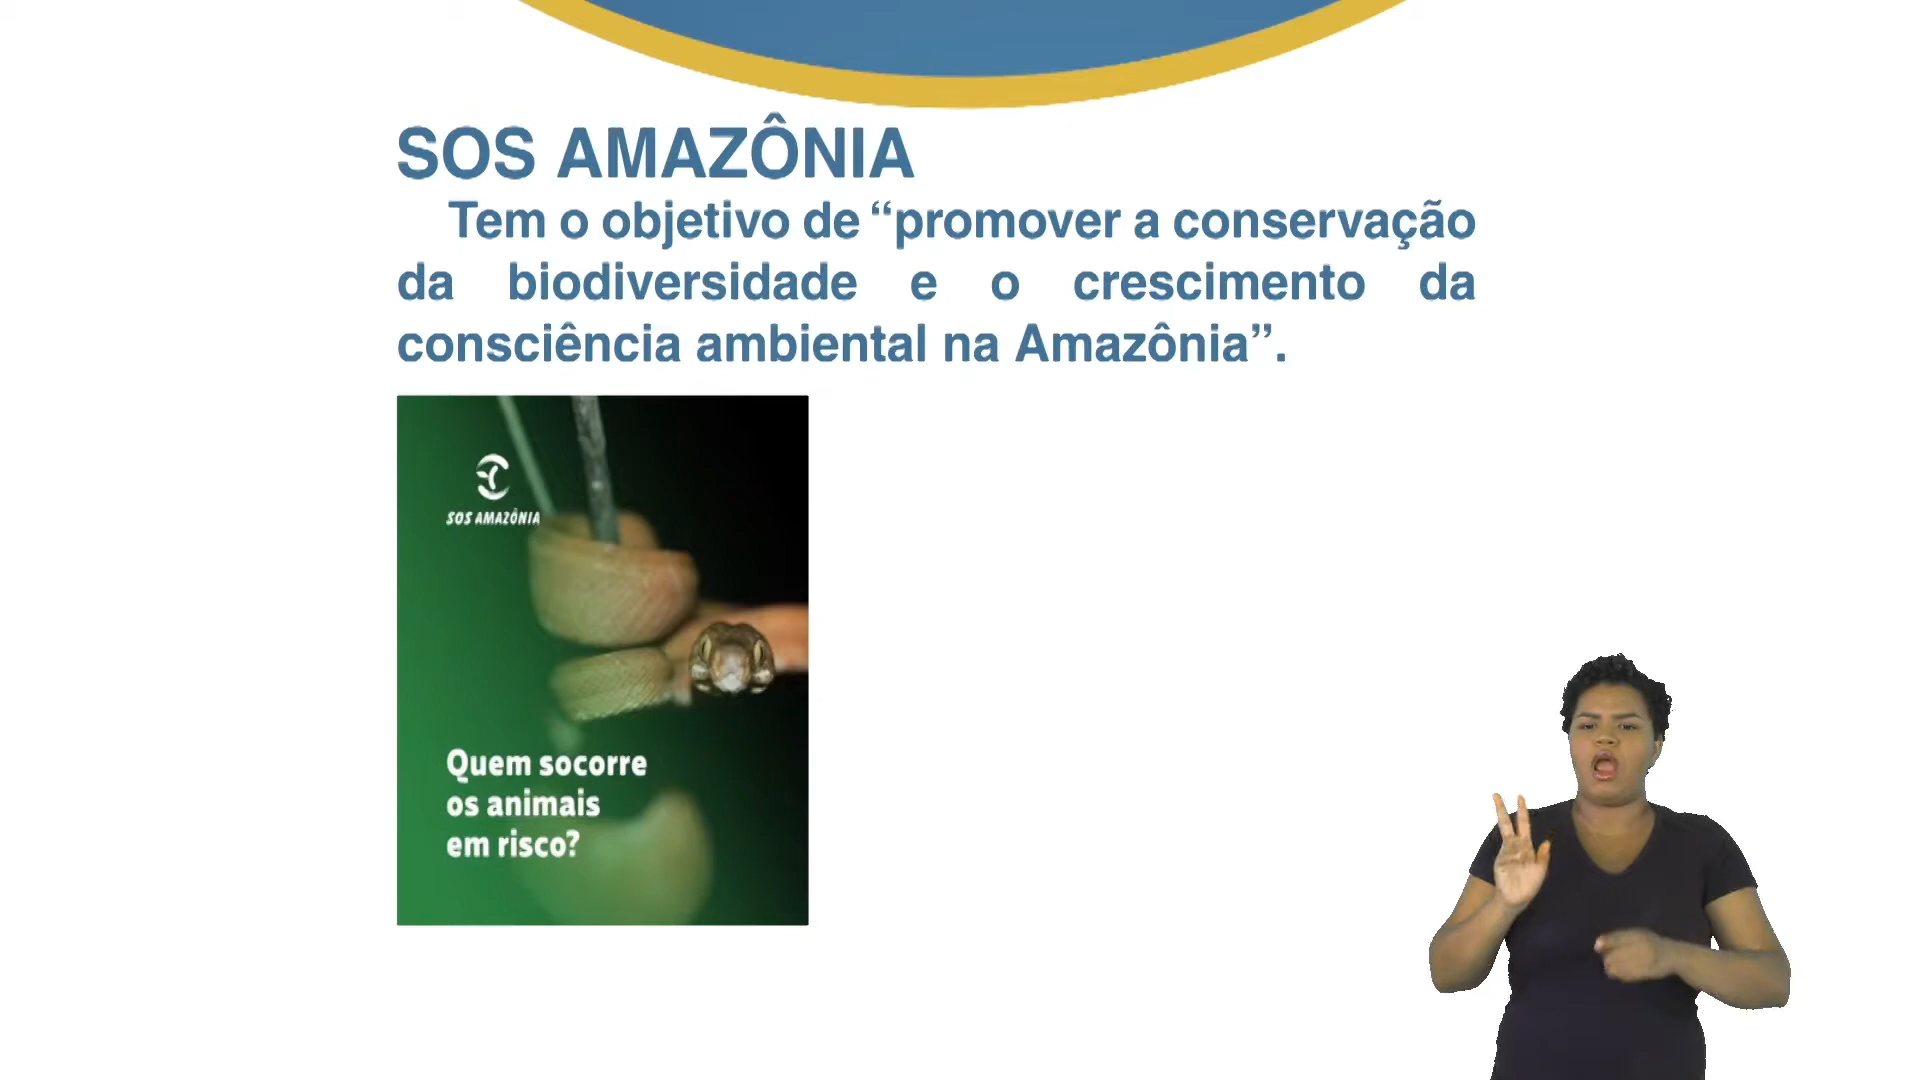 SOS AMAZÔNIA
Tem o objetivo de “promover a conservação
da biodiversidade e o crescimento da
consciência ambiental na Amazônia”.
SOS AMAZÔNIA
Quem socorre
os animais
em risco?